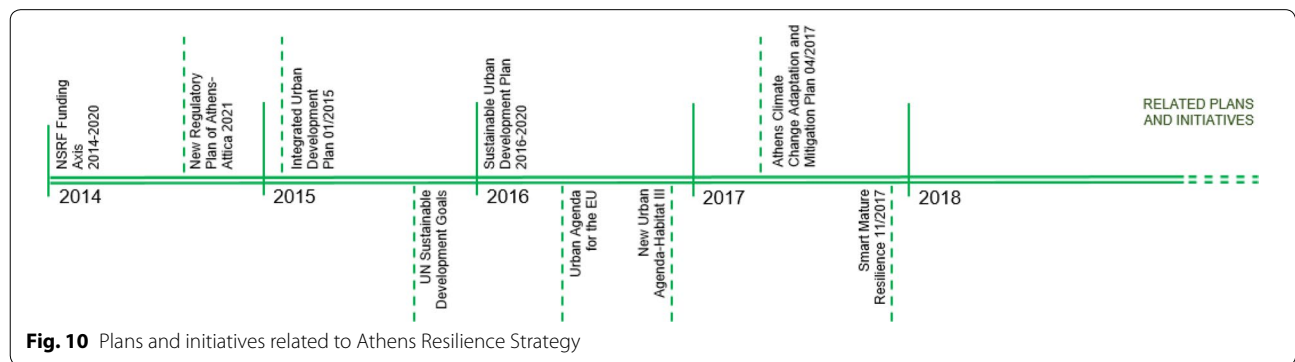 NSRF Funding
Axis
2014-2020
New Regulatory
Plan of Athens-
Attica 2021
Integrated Urban
Development
Plan 01/2015
Sustainable Urban
Development Plan
2016-2020
Athens Climate
Change Adaptation and
Mitigation Plan 04/2017
RELATED PLANS
AND INITIATIVES
2014
2015
2016
2017
2018
UN Sustainable
Development Goals
Urban Agenda
for the EU
New Urban
Agenda-Habitat III
Smart Mature
Resilience 11/2017
Fig. 10 Plans and initiatives related to Athens Resilience Strategy